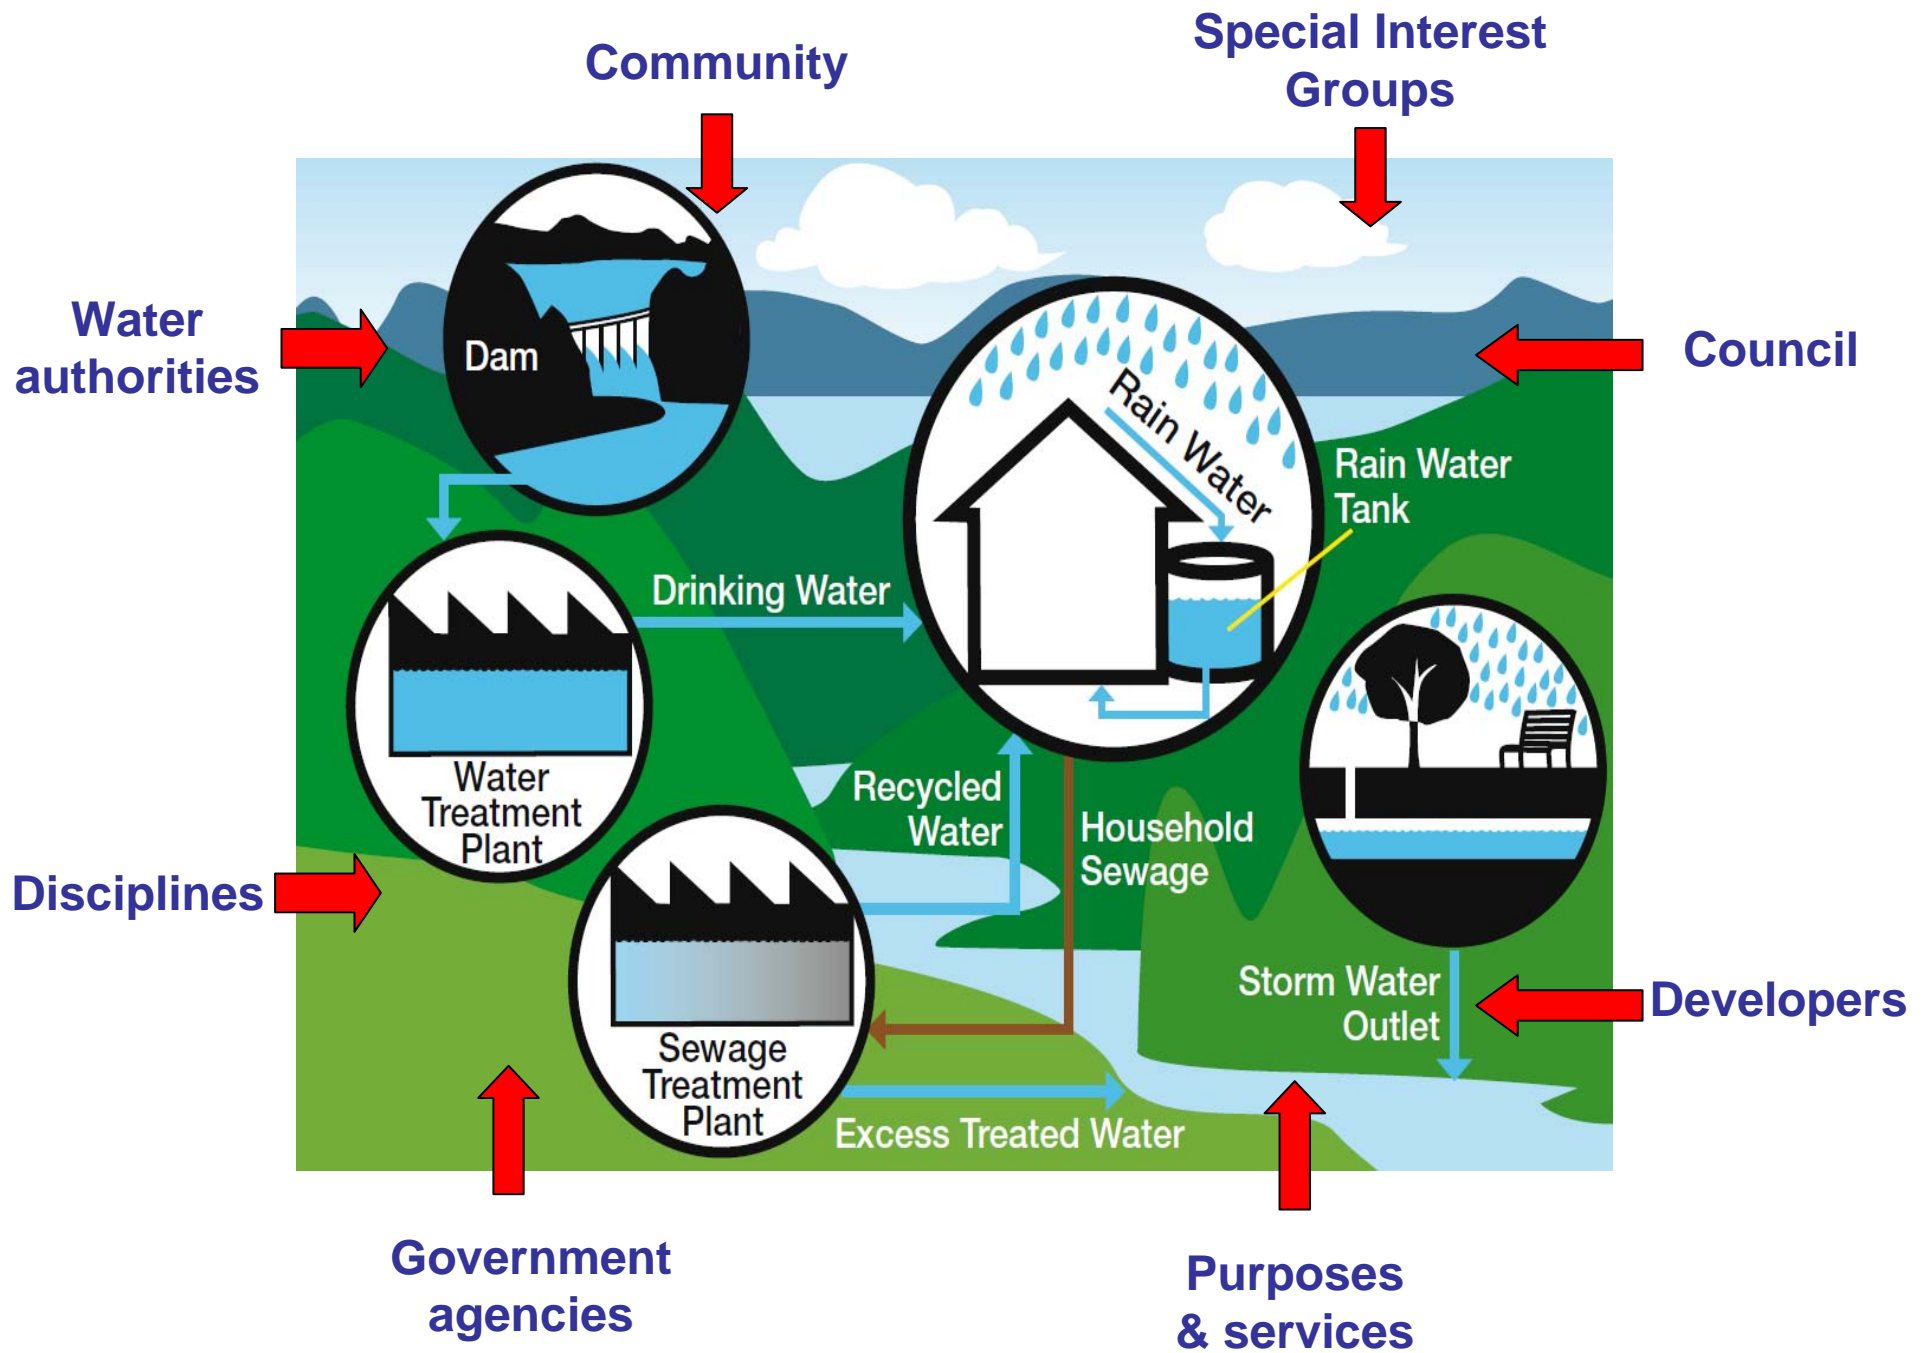 Special Interest
Groups
Community
Water
authorities
Council
Dam
Rain Water
Rain Water
Tank
Drinking Water
Water
Treatment
Plant
Recycled
Water
Household
Sewage
Disciplines
Storm Water
Outlet
Developers
Sewage
Treatment
Plant
Excess Treated Water
Government
agencies
Purposes
& services